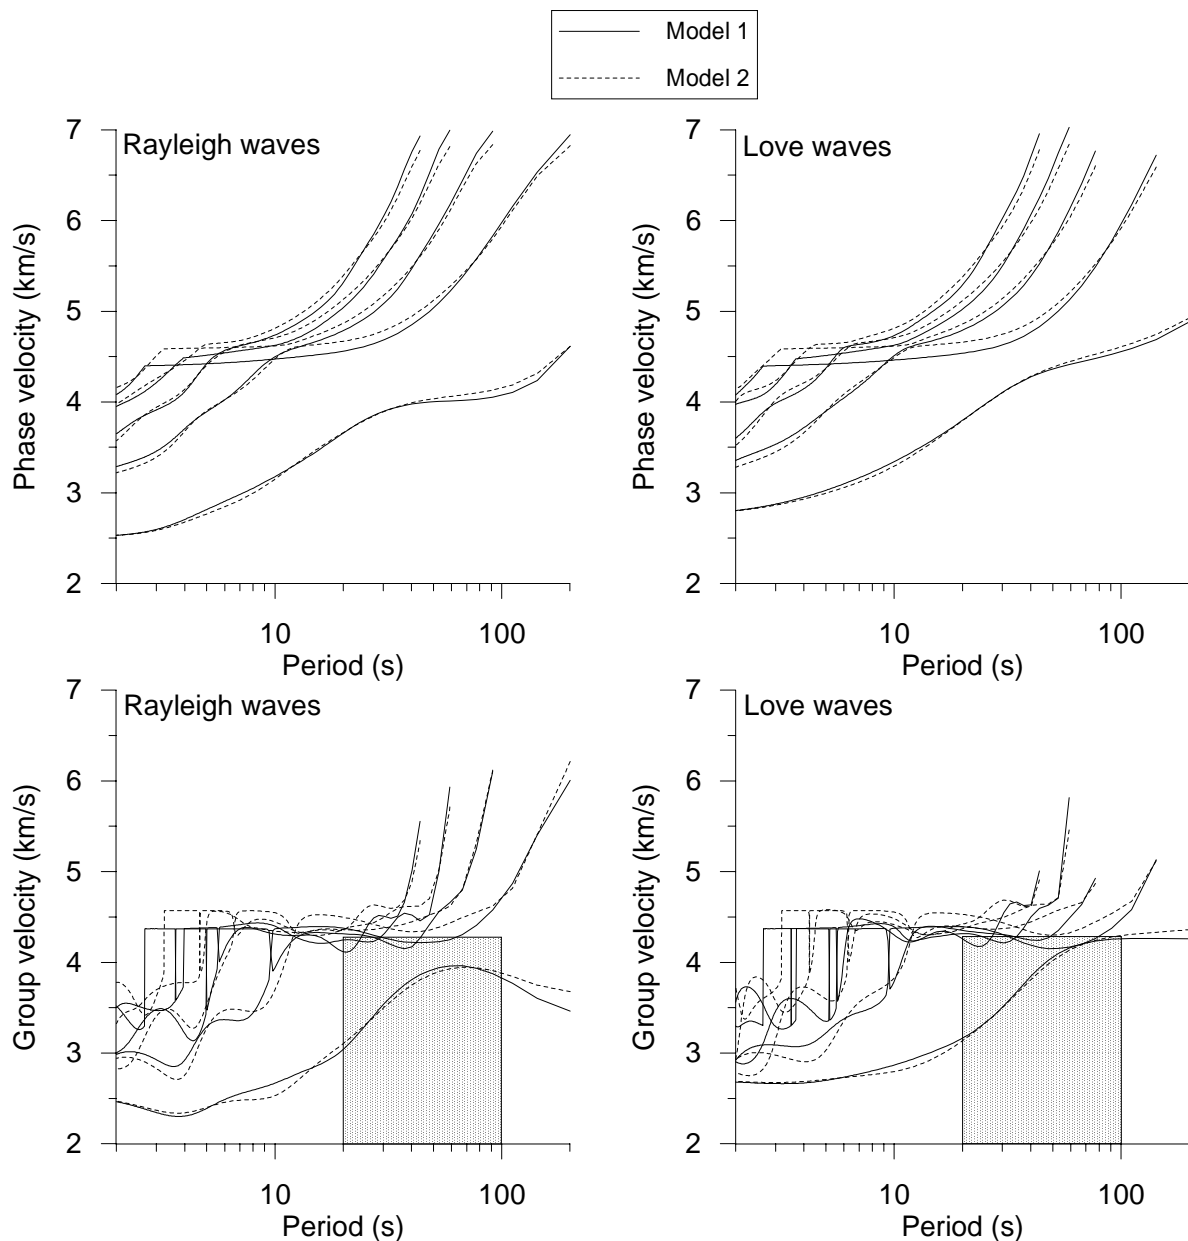 Model 1
Model 2
Rayleigh waves
7
6
5
4
3
2
Phase velocity (km/s)
10
100
Period (s)
Love waves
7
6
5
4
3
2
Phase velocity (km/s)
10
100
Period (s)
Rayleigh waves
7
6
5
4
3
2
Group velocity (km/s)
10
100
Period (s)
Love waves
7
6
5
4
3
2
Group velocity (km/s)
10
100
Period (s)